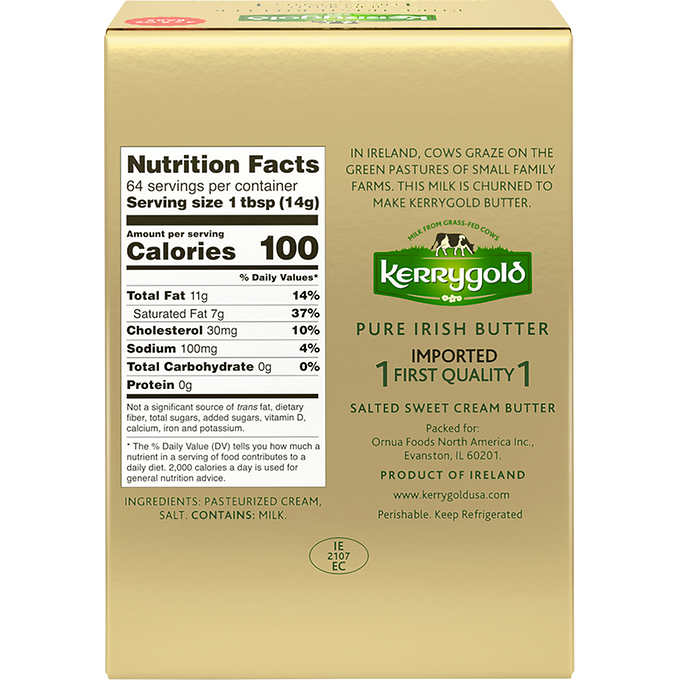 Kerrygold
Nutrition Facts
64 servings per container
Serving size 1 tbsp (14g)
Amount per serving
Calories 100
% Daily Values*
Total Fat 11g 14%
Saturated Fat 7g 37%
Cholesterol 30mg 10%
Sodium 100mg 4%
Total Carbohydrate 0g 0%
Protein 0g
Not a significant source of trans fat, dietary
fiber, total sugars, added sugars, vitamin D,
calcium, iron and potassium.
* The % Daily Value (DV) tells you how much a
nutrient in a serving of food contributes to a
daily diet. 2,000 calories a day is used for
general nutrition advice.
INGREDIENTS: PASTEURIZED CREAM,
SALT. CONTAINS: MILK.
IN IRELAND, COWS GRAZE ON THE
GREEN PASTURES OF SMALL FAMILY
FARMS. THIS MILK IS CHURNED TO
MAKE KERRYGOLD BUTTER.
MILK FROM GRASS-FED COWS
Kerrygold
PURE IRISH BUTTER
IMPORTED
1 FIRST QUALITY 1
SALTED SWEET CREAM BUTTER
Packed for:
Ornua Foods North America Inc.,
Evanston, IL 60201.
PRODUCT OF IRELAND
www.kerrygoldusa.com
Perishable. Keep Refrigerated
IE
2107
EC